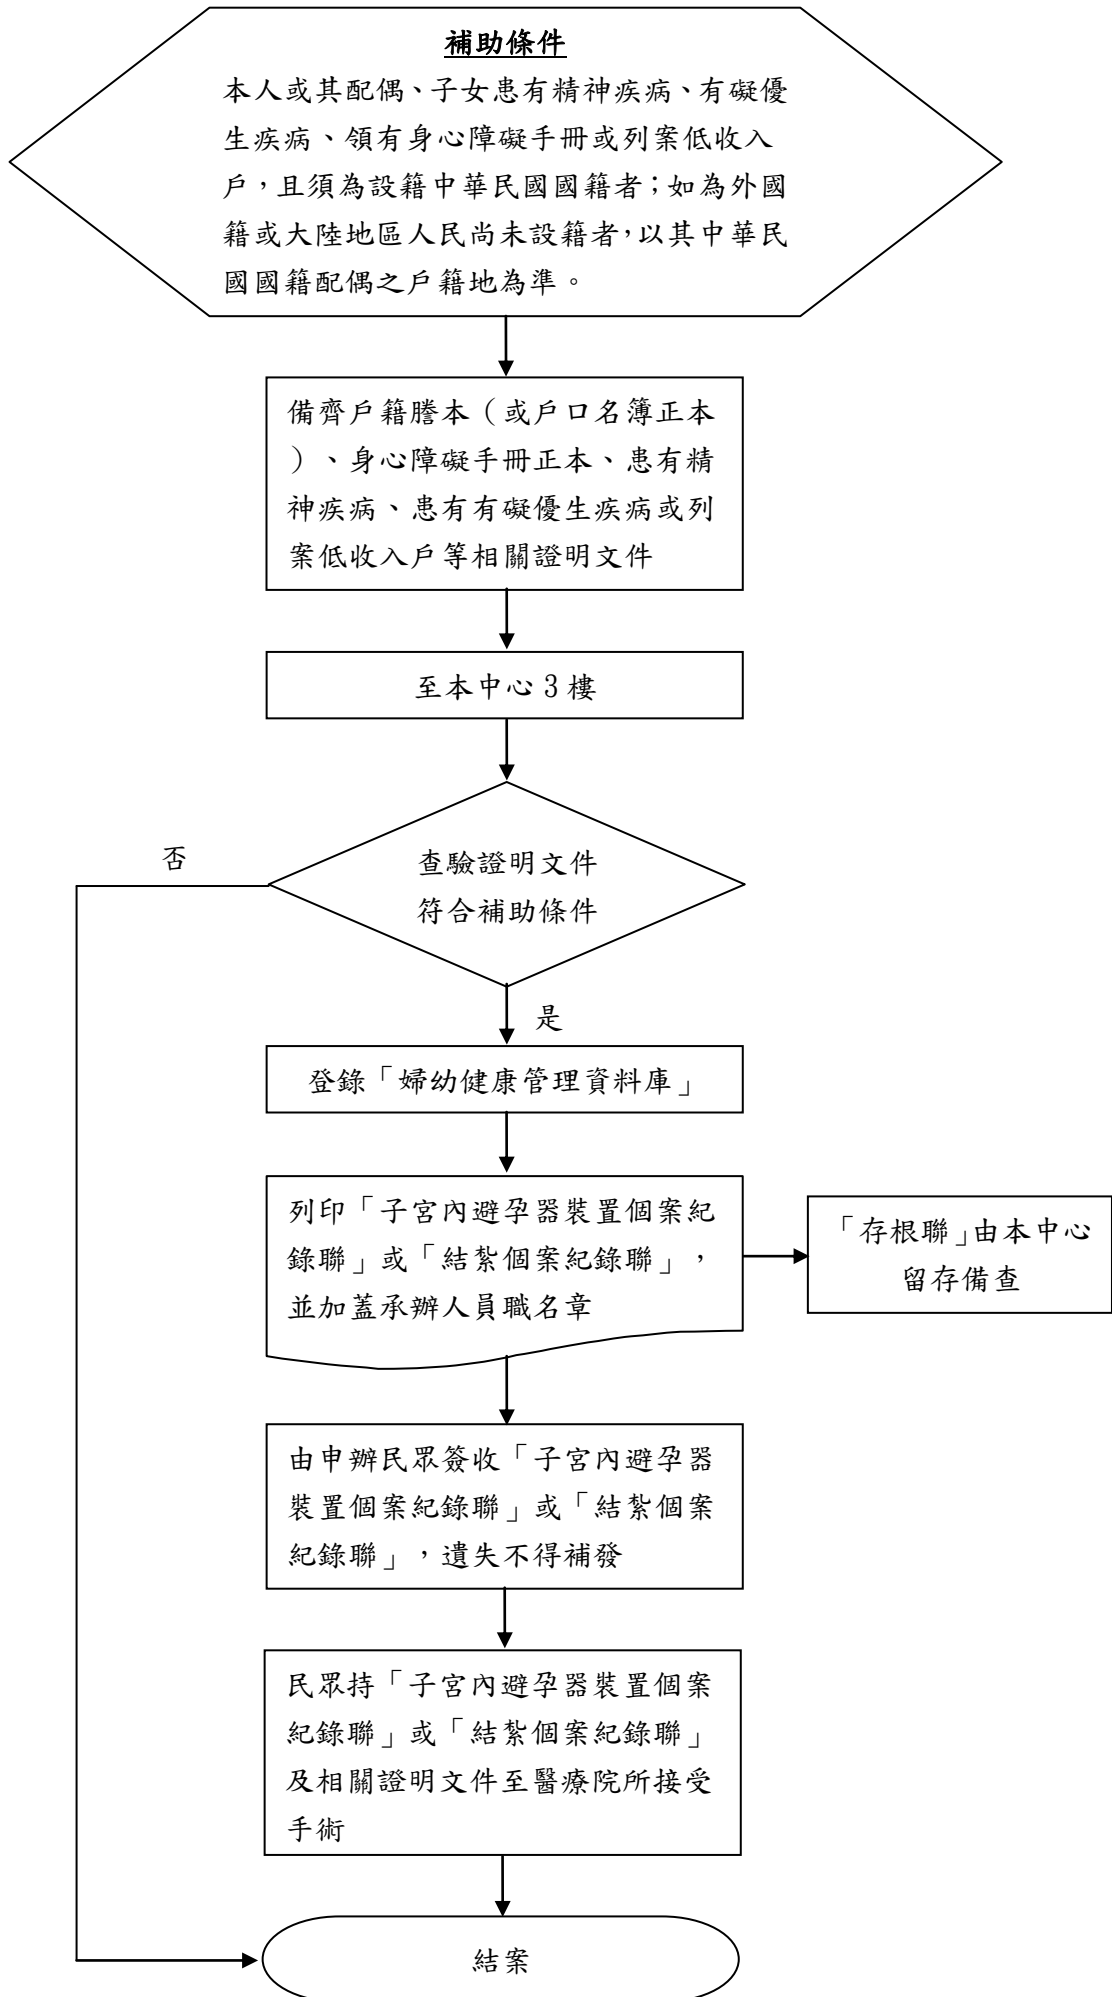 補助條件
本人或其配偶、子女患有精神疾病、有礙優
生疾病、領有身心障礙手冊或列案低收入
戶，且須為設籍中華民國國籍者；如為外國
籍或大陸地區人民尚未設籍者，以其中華民
國國籍配偶之戶籍地為準。
備齊戶籍謄本（或戶口名簿正本
）、身心障礙手冊正本、患有精
神疾病、患有有礙優生疾病或列
案低收入戶等相關證明文件
至本中心 3 樓
否
查驗證明文件
符合補助條件
是
登錄「婦幼健康管理資料庫」
列印「子宮內避孕器裝置個案紀
錄聯」或「結紮個案紀錄聯」，
並加蓋承辦人員職名章
「存根聯」由本中心
留存備查
由申辦民眾簽收「子宮內避孕器
裝置個案紀錄聯」或「結紮個案
紀錄聯」，遺失不得補發
民眾持「子宮內避孕器裝置個案
紀錄聯」或「結紮個案紀錄聯」
及相關證明文件至醫療院所接受
手術
結案